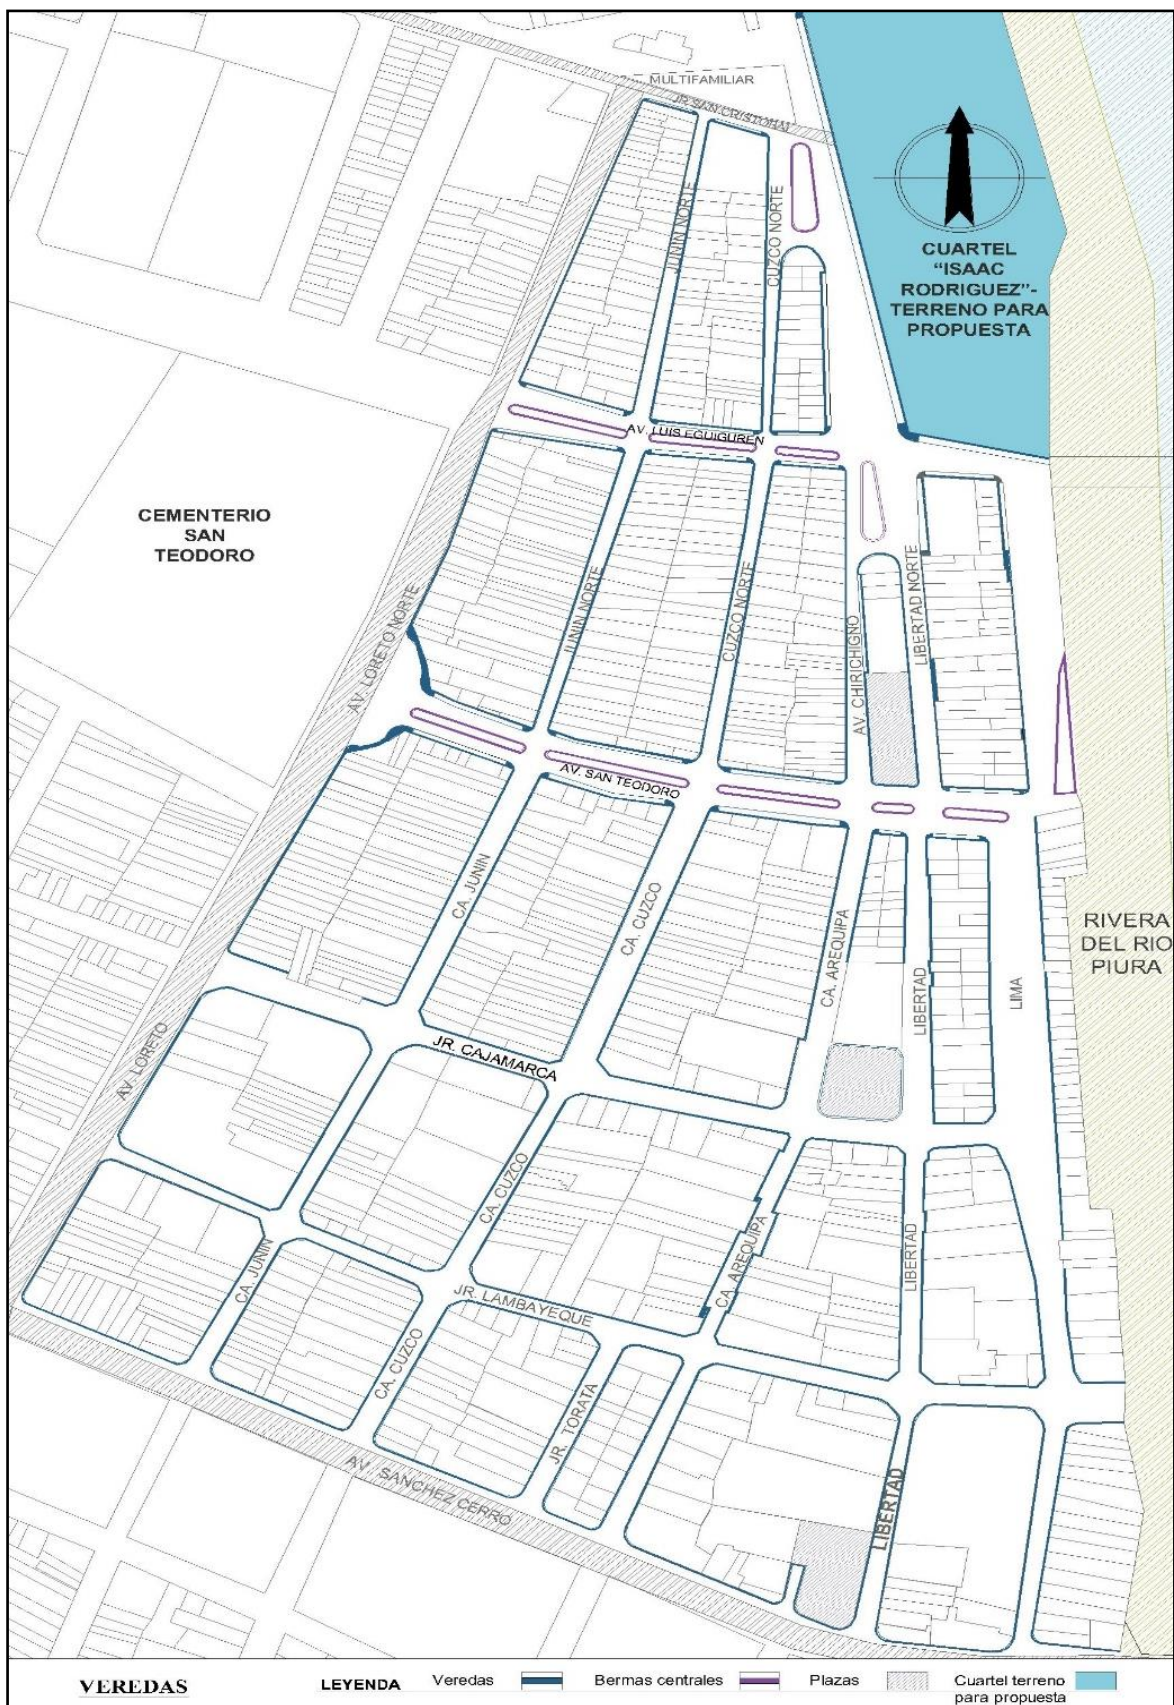 MULTIFAMILIAR
JR. SAN CRISTOBAL
JUNIN NORTE
CUZCO NORTE
CUARTEL
“ISAAC
RODRIGUEZ”-
TERRENO PARA
PROPUESTA
AV. LUIS EGUIGUREN
CEMENTERIO
SAN
TEODORO
AV. LORETO NORTE
JUNIN NORTE
CUZCO NORTE
AV. CHIRICHIGNO
LIBERTAD NORTE
AV. SAN TEODORO
CA. JUNIN
CA. CUZCO
CA. AREQUIPA
LIBERTAD
LIMA
RIVERA
DEL RIO
PIURA
AV. LORETO
JR. CAJAMARCA
CA. CUZCO
CA. AREQUIPA
LIBERTAD
CA. JUNIN
JR. LAMBAYEQUE
CA. CUZCO
JR. TORATA
AV. SANCHEZ CERRO
LIBERTAD
VEREDAS
LEYENDA
Veredas
Bermas centrales
Plazas
Cuartel terreno
para propuesta